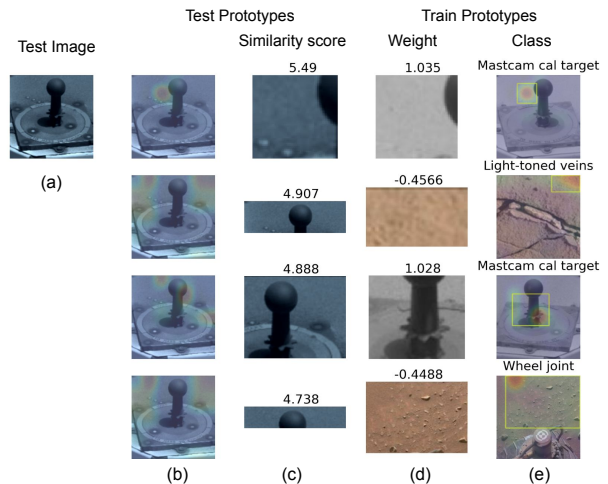 Test Prototypes Train Prototypes
Test Image Similarity score Weight Class
5.49 1.035 Mastcam cal target
(a)
4.907 -0.4566 Light-toned veins
4.888 1.028 Mastcam cal target
4.738 -0.4488 Wheel joint
(b) (c) (d) (e)